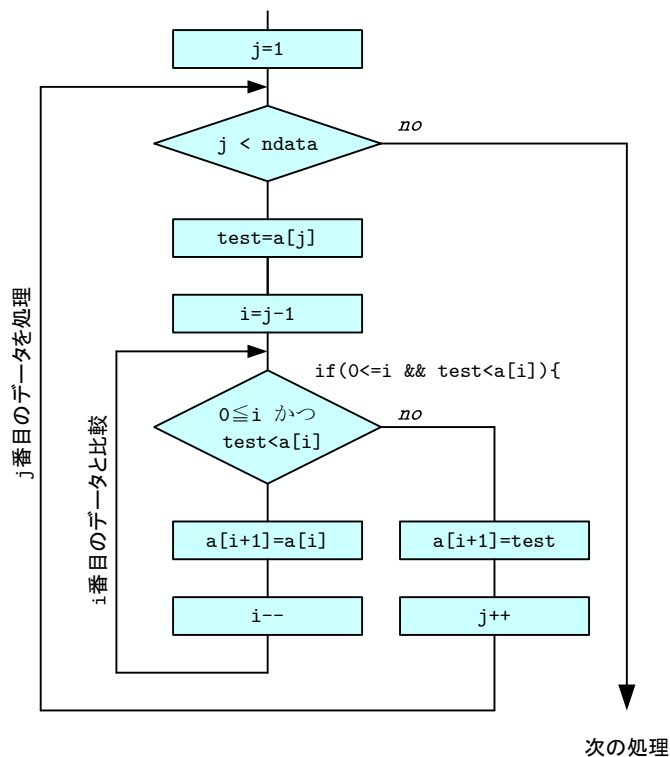 j=1
j < ndata
no
test=a[j]
i=j-1
if(0<=i && test<a[i]){
0≦i かつ
test<a[i]
no
a[i+1]=a[i]
a[i+1]=test
i--
j++
j番目のデータを処理
i番目のデータと比較
次の処理